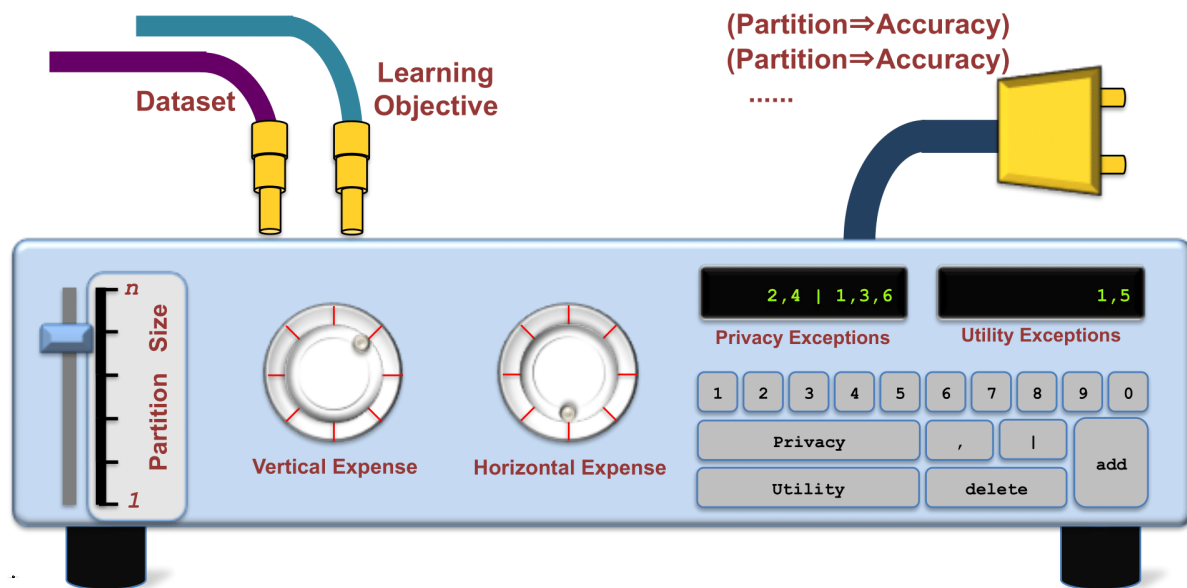 (Partition⇒Accuracy)
(Partition⇒Accuracy)
......
Learning
Objective
Dataset
n
Partition Size
1
Vertical Expense
Horizontal Expense
2,4 | 1,3,6
1,5
Privacy Exceptions
Utility Exceptions
1 2 3 4 5 6 7 8 9 0
Privacy , |
add
Utility delete